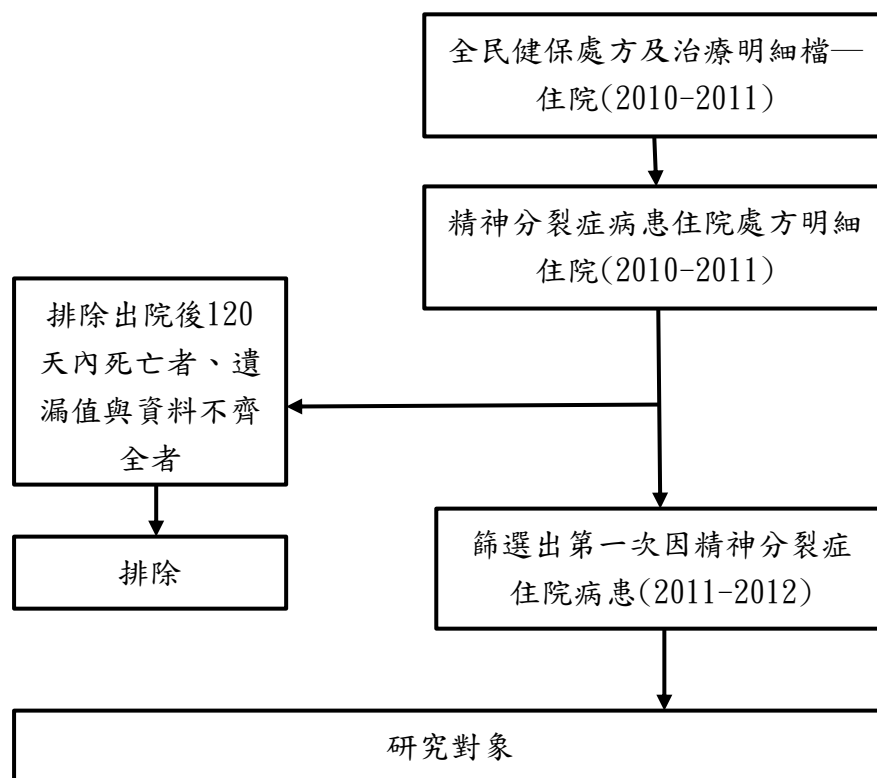 全民健保處方及治療明細檔—
住院(2010-2011)
精神分裂症病患住院處方明細
住院(2010-2011)
排除出院後120
天內死亡者、遺
漏值與資料不齊
全者
排除
篩選出第一次因精神分裂症
住院病患(2011-2012)
研究對象